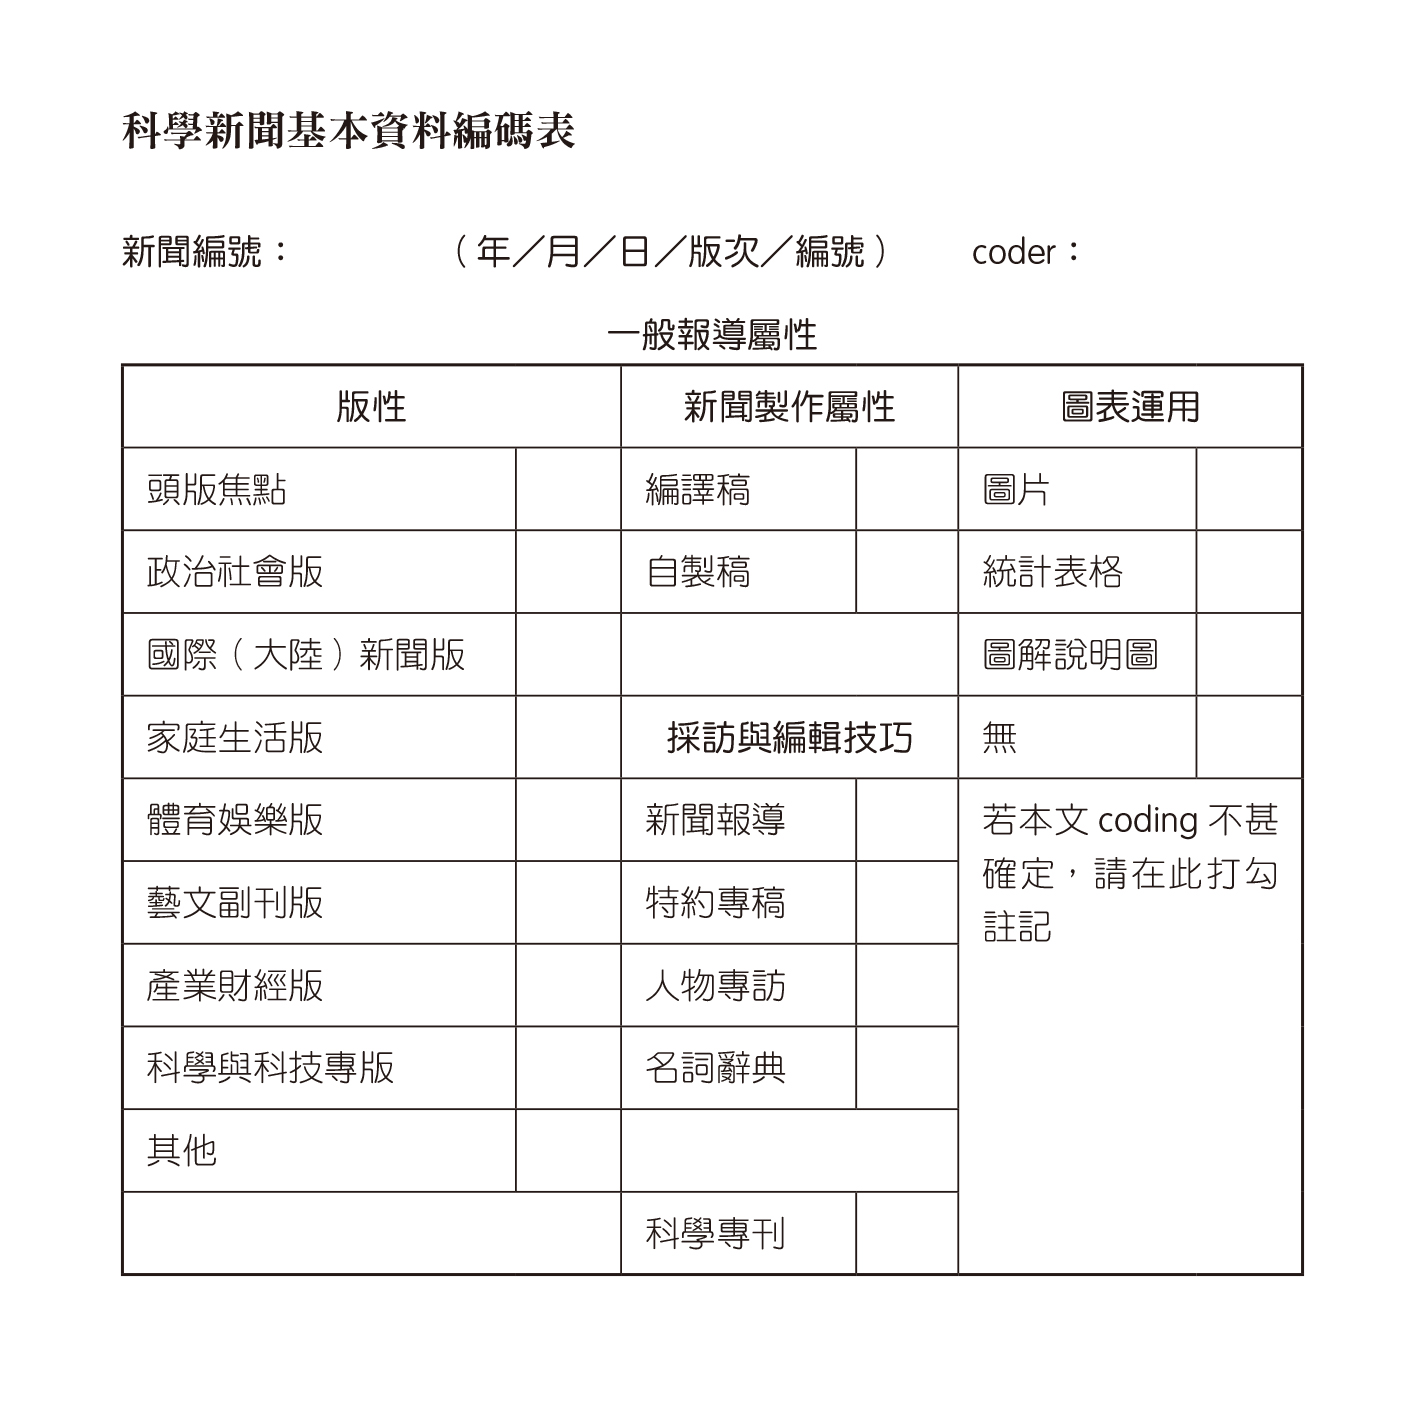 科學新聞基本資料編碼表
新聞編號： （年／月／日／版次／編號） coder：
一般報導屬性
版性 新聞製作屬性 圖表運用
頭版焦點 編譯稿 圖片
政治社會版 自製稿 統計表格
國際（大陸）新聞版 圖解說明圖
家庭生活版 採訪與編輯技巧 無
體育娛樂版 新聞報導 若本文 coding 不甚
確定，請在此打勾
註記
藝文副刊版 特約專稿
產業財經版 人物專訪
科學與科技專版 名詞辭典
其他
科學專刊